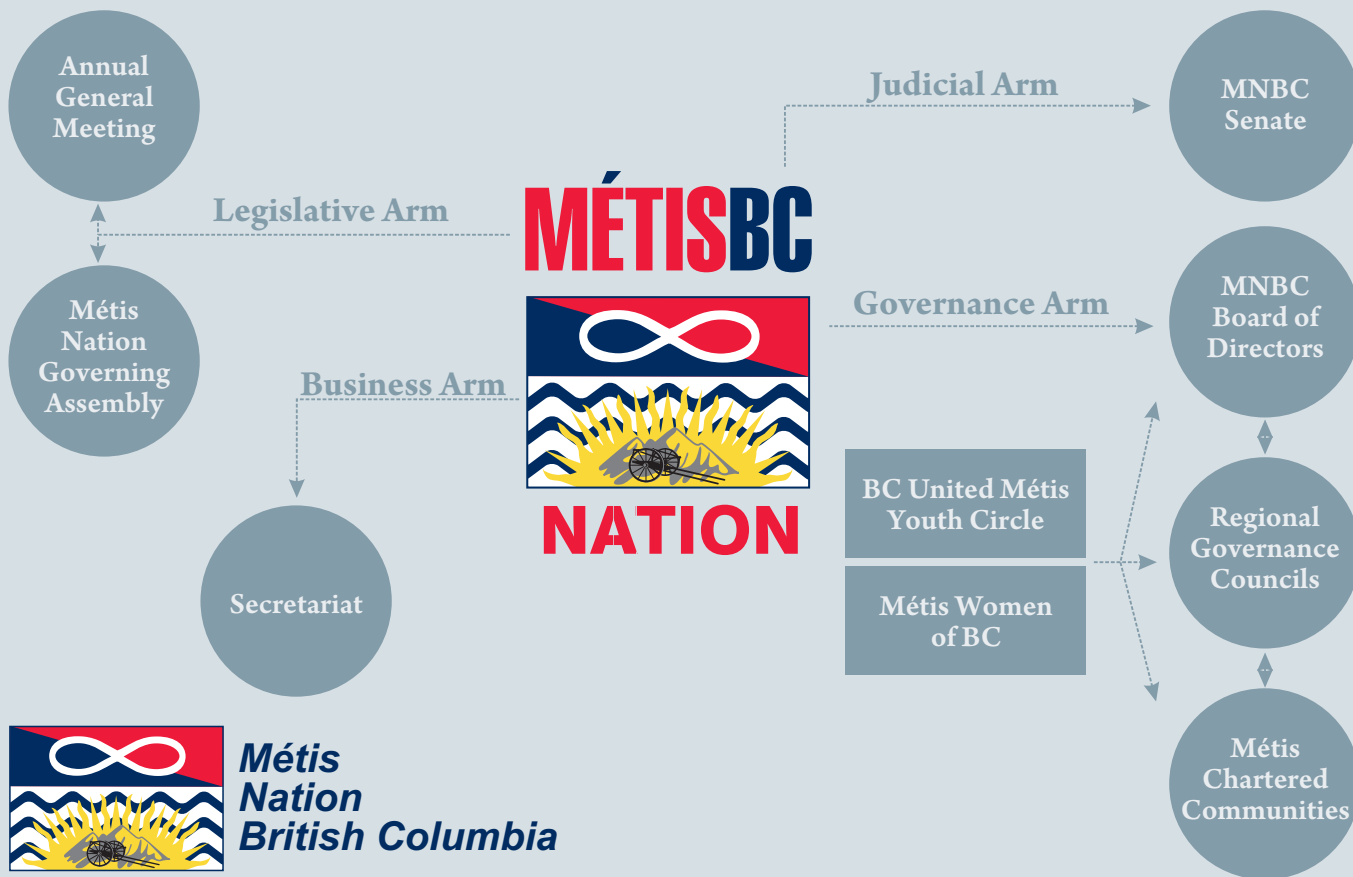 Annual
General
Meeting
Judicial Arm
MNBC
Senate
Legislative Arm
MÉTISBC
NATION
Métis
Nation
Governing
Assembly
Governance Arm
MNBC
Board of
Directors
Business Arm
Secretariat
BC United Métis
Youth Circle
Métis Women
of BC
Regional
Governance
Councils
Métis
Chartered
Communities
Métis
Nation
British Columbia